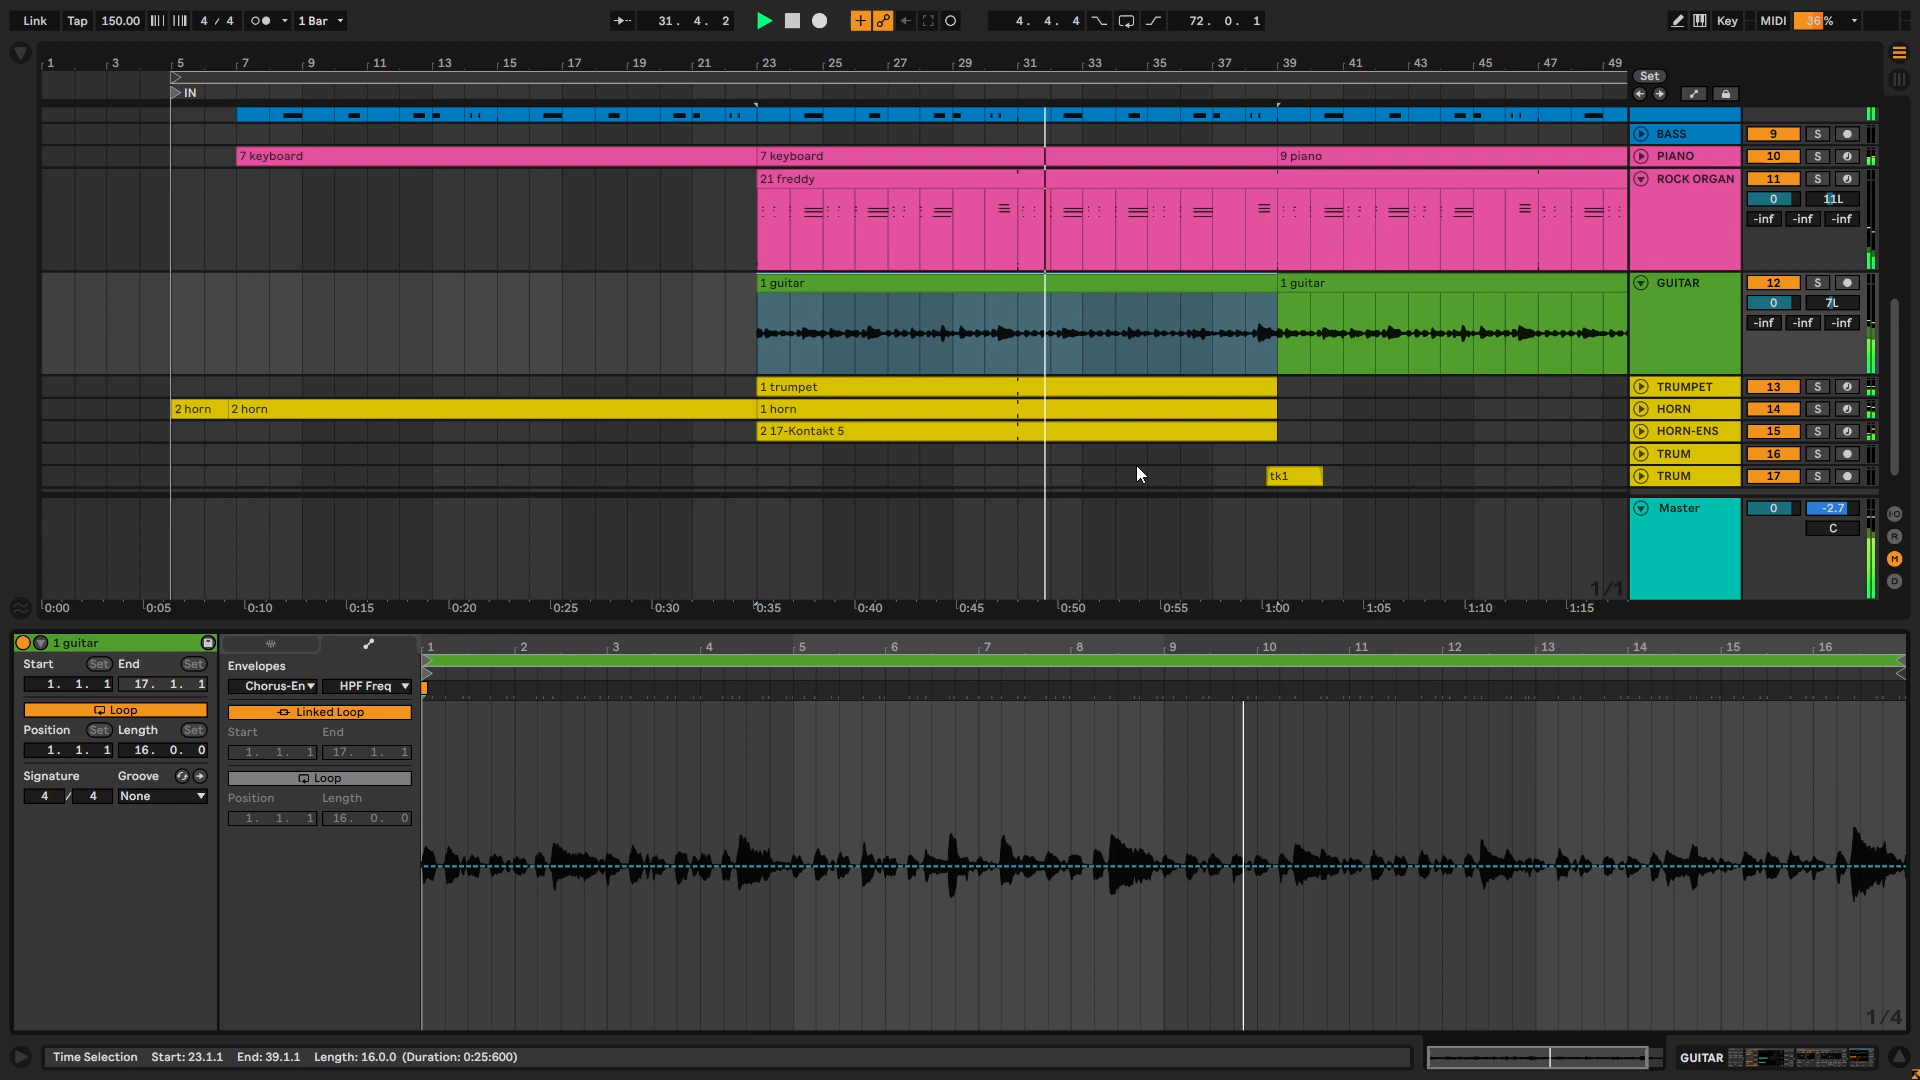 Link Tap 150.00 4 / 4 1 Bar 31. 4. 2 4. 4. 4 72. 0. 1 Key MIDI 36 %
1 3 5 7 9 11 13 15 17 19 21 23 25 27 29 31 33 35 37 39 41 43 45 47 49
Set
IN
BASS 9 S
7 keyboard 7 keyboard 9 piano PIANO 10 S
21 freddy ROCK ORGAN 11 S
0 11L
-inf -inf -inf
1 guitar 1 guitar GUITAR 12 S
0 7L
-inf -inf -inf
1 trumpet TRUMPET 13 S
2 horn 2 horn 1 horn HORN 14 S
2 17-Kontakt 5 HORN-ENS 15 S
TRUM 16 S
tk1 TRUM 17 S
Master 0 -2.7
C
I·O
R
M
D
1/1
0:00 0:05 0:10 0:15 0:20 0:25 0:30 0:35 0:40 0:45 0:50 0:55 1:00 1:05 1:10 1:15
1 guitar
Start Set End Set
1. 1. 1 17. 1. 1
Loop
Position Set Length Set
1. 1. 1 16. 0. 0
Signature Groove
4 / 4 None
Envelopes
Chorus-En HPF Freq
Linked Loop
Start End
1. 1. 1 17. 1. 1
Loop
Position Length
1. 1. 1 16. 0. 0
1 2 3 4 5 6 7 8 9 10 11 12 13 14 15 16
1/4
Time Selection Start: 23.1.1 End: 39.1.1 Length: 16.0.0 (Duration: 0:25:600)
GUITAR